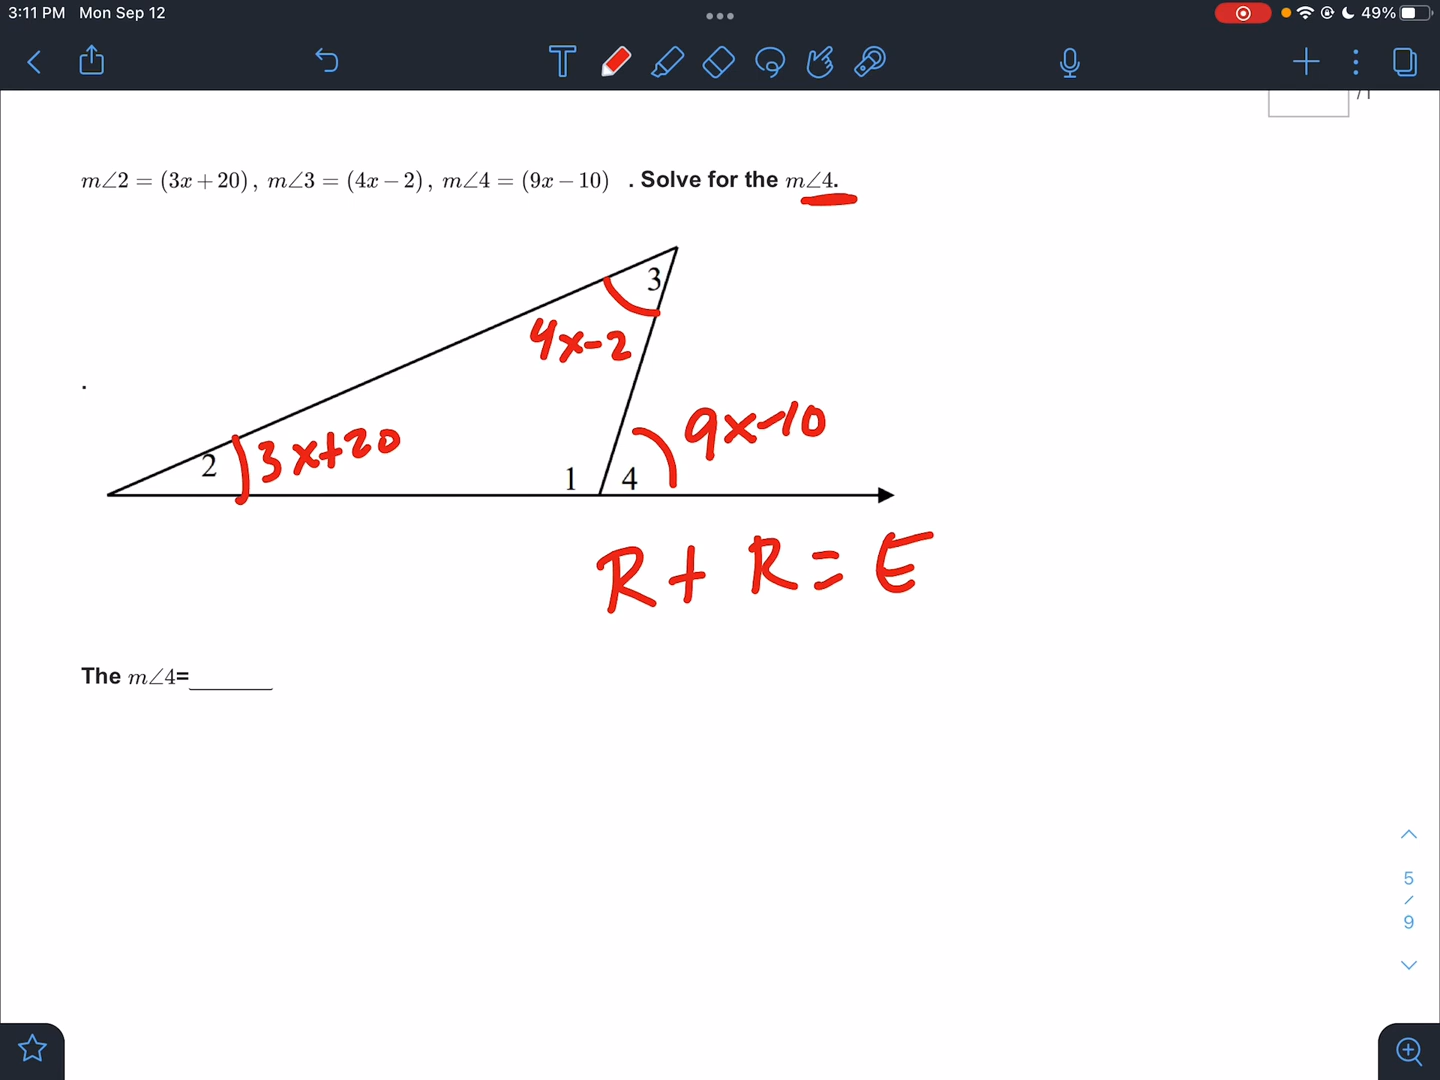 3:11 PM Mon Sep 12
49%
m∠2 = (3x + 20), m∠3 = (4x − 2), m∠4 = (9x − 10) . Solve for the m∠4.
3
4x-2
.
2 3x+20
9x-10
1 4
R + R = E
The m∠4=______
5
/
9